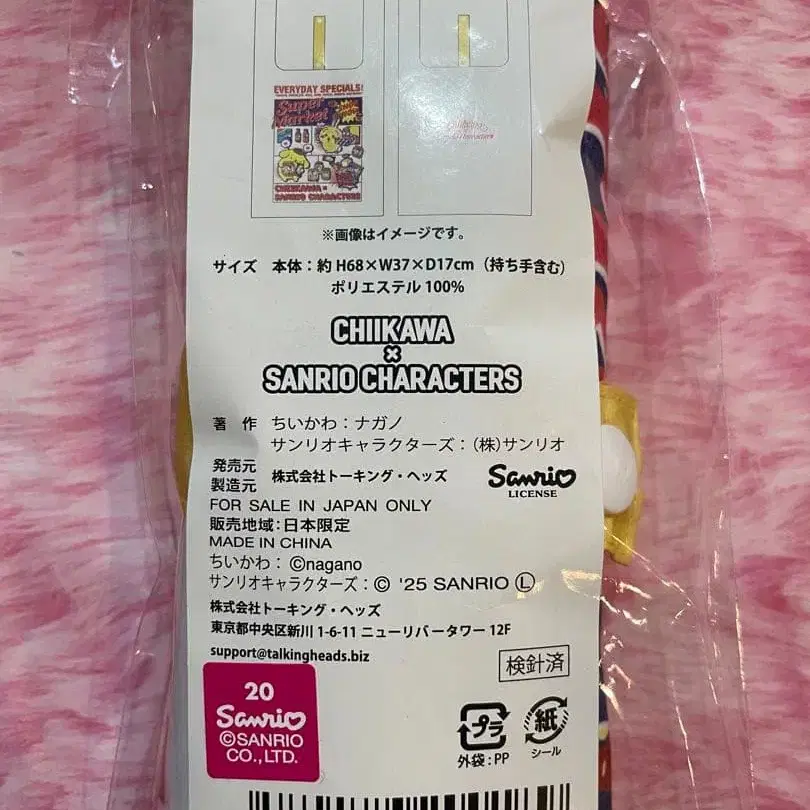 EVERYDAY SPECIALS!
Super
Market
CHIIKAWA ×
SANRIO CHARACTERS
※画像はイメージです。
サイズ 本体：約 H68×W37×D17cm（持ち手含む）
ポリエステル 100%
CHIIKAWA
×
SANRIO CHARACTERS
著 作 ちいかわ：ナガノ
サンリオキャラクターズ：（株）サンリオ
発売元
製造元 株式会社トーキング・ヘッズ
Sanrio
LICENSE
FOR SALE IN JAPAN ONLY
販売地域：日本限定
MADE IN CHINA
ちいかわ：©nagano
サンリオキャラクターズ：© '25 SANRIO Ⓛ
株式会社トーキング・ヘッズ
東京都中央区新川 1-6-11 ニューリバータワー 12F
support@talkingheads.biz
検針済
20
Sanrio
©SANRIO
CO.,LTD.
プラ
外装：PP
紙
シール